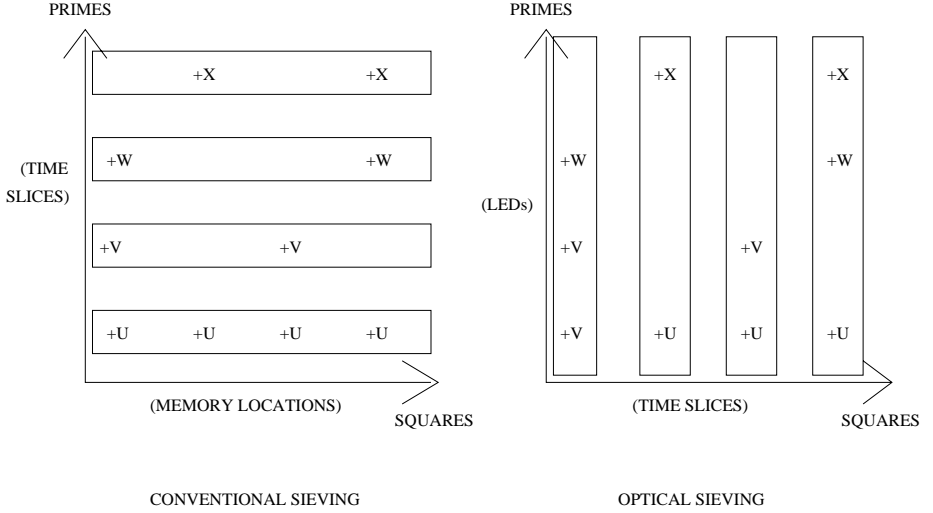 PRIMES
+X +X
+W +W
(TIME
SLICES)
+V +V
+U +U +U +U
(MEMORY LOCATIONS)
SQUARES
CONVENTIONAL SIEVING
PRIMES
+X +X
+W +W
(LEDs)
+V +V
+V +U +U +U
(TIME SLICES)
SQUARES
OPTICAL SIEVING